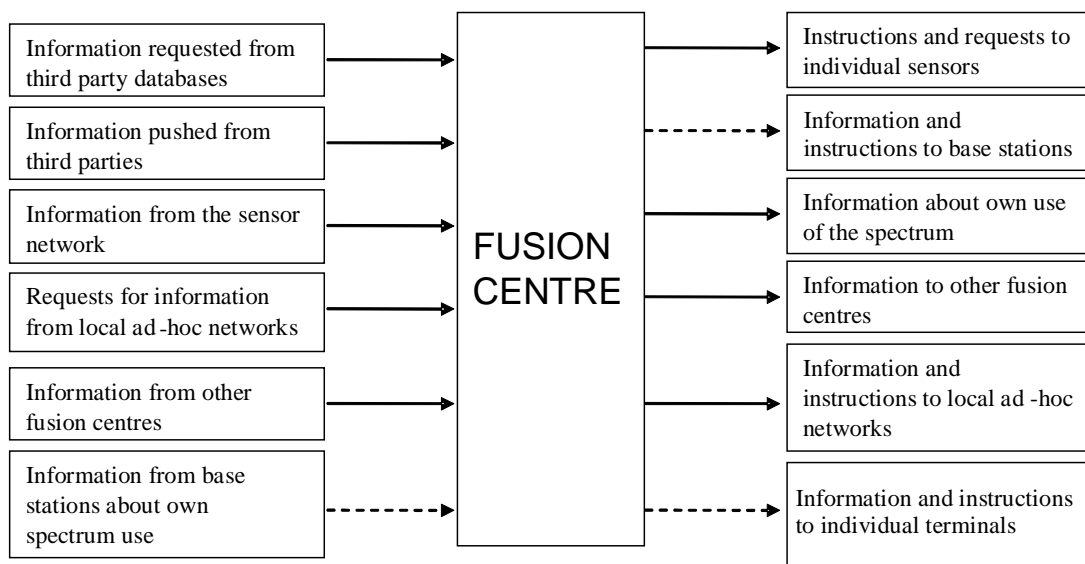 Information requested from
third party databases
Information pushed from
third parties
Information from the sensor
network
Requests for information
from local ad -hoc networks
Information from other
fusion centres
Information from base
stations about own
spectrum use
FUSION
CENTRE
Instructions and requests to
individual sensors
Information and
instructions to base stations
Information about own use
of the spectrum
Information to other fusion
centres
Information and
instructions to local ad -hoc
networks
Information and instructions
to individual terminals